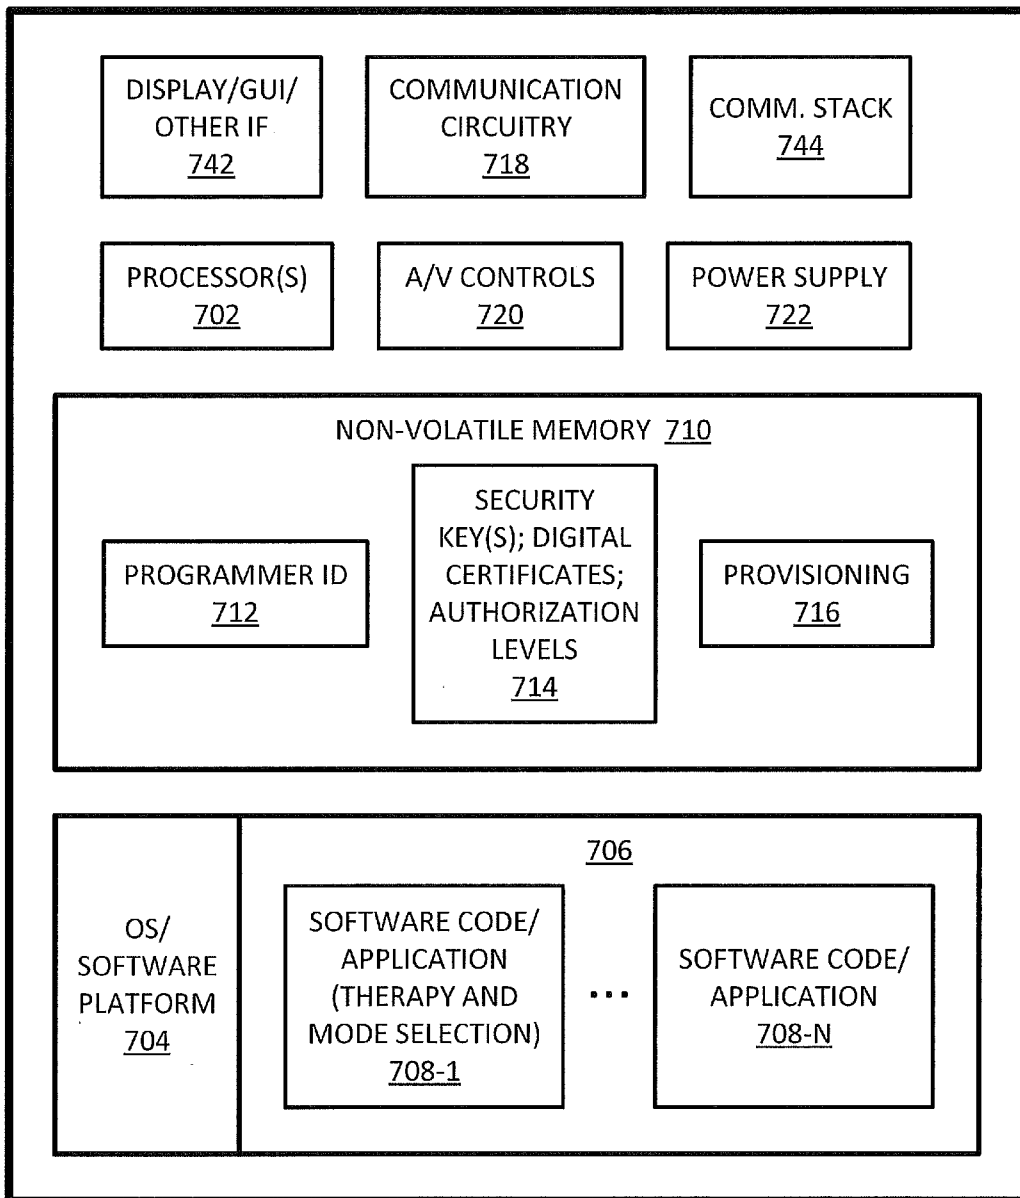 DISPLAY/GUI/
OTHER IF
742
COMMUNICATION
CIRCUITRY
718
COMM. STACK
744
PROCESSOR(S)
702
A/V CONTROLS
720
POWER SUPPLY
722
NON-VOLATILE MEMORY 710
PROGRAMMER ID
712
SECURITY
KEY(S); DIGITAL
CERTIFICATES;
AUTHORIZATION
LEVELS
714
PROVISIONING
716
OS/
SOFTWARE
PLATFORM
704
706
SOFTWARE CODE/
APPLICATION
(THERAPY AND
MODE SELECTION)
708-1
...
SOFTWARE CODE/
APPLICATION
708-N